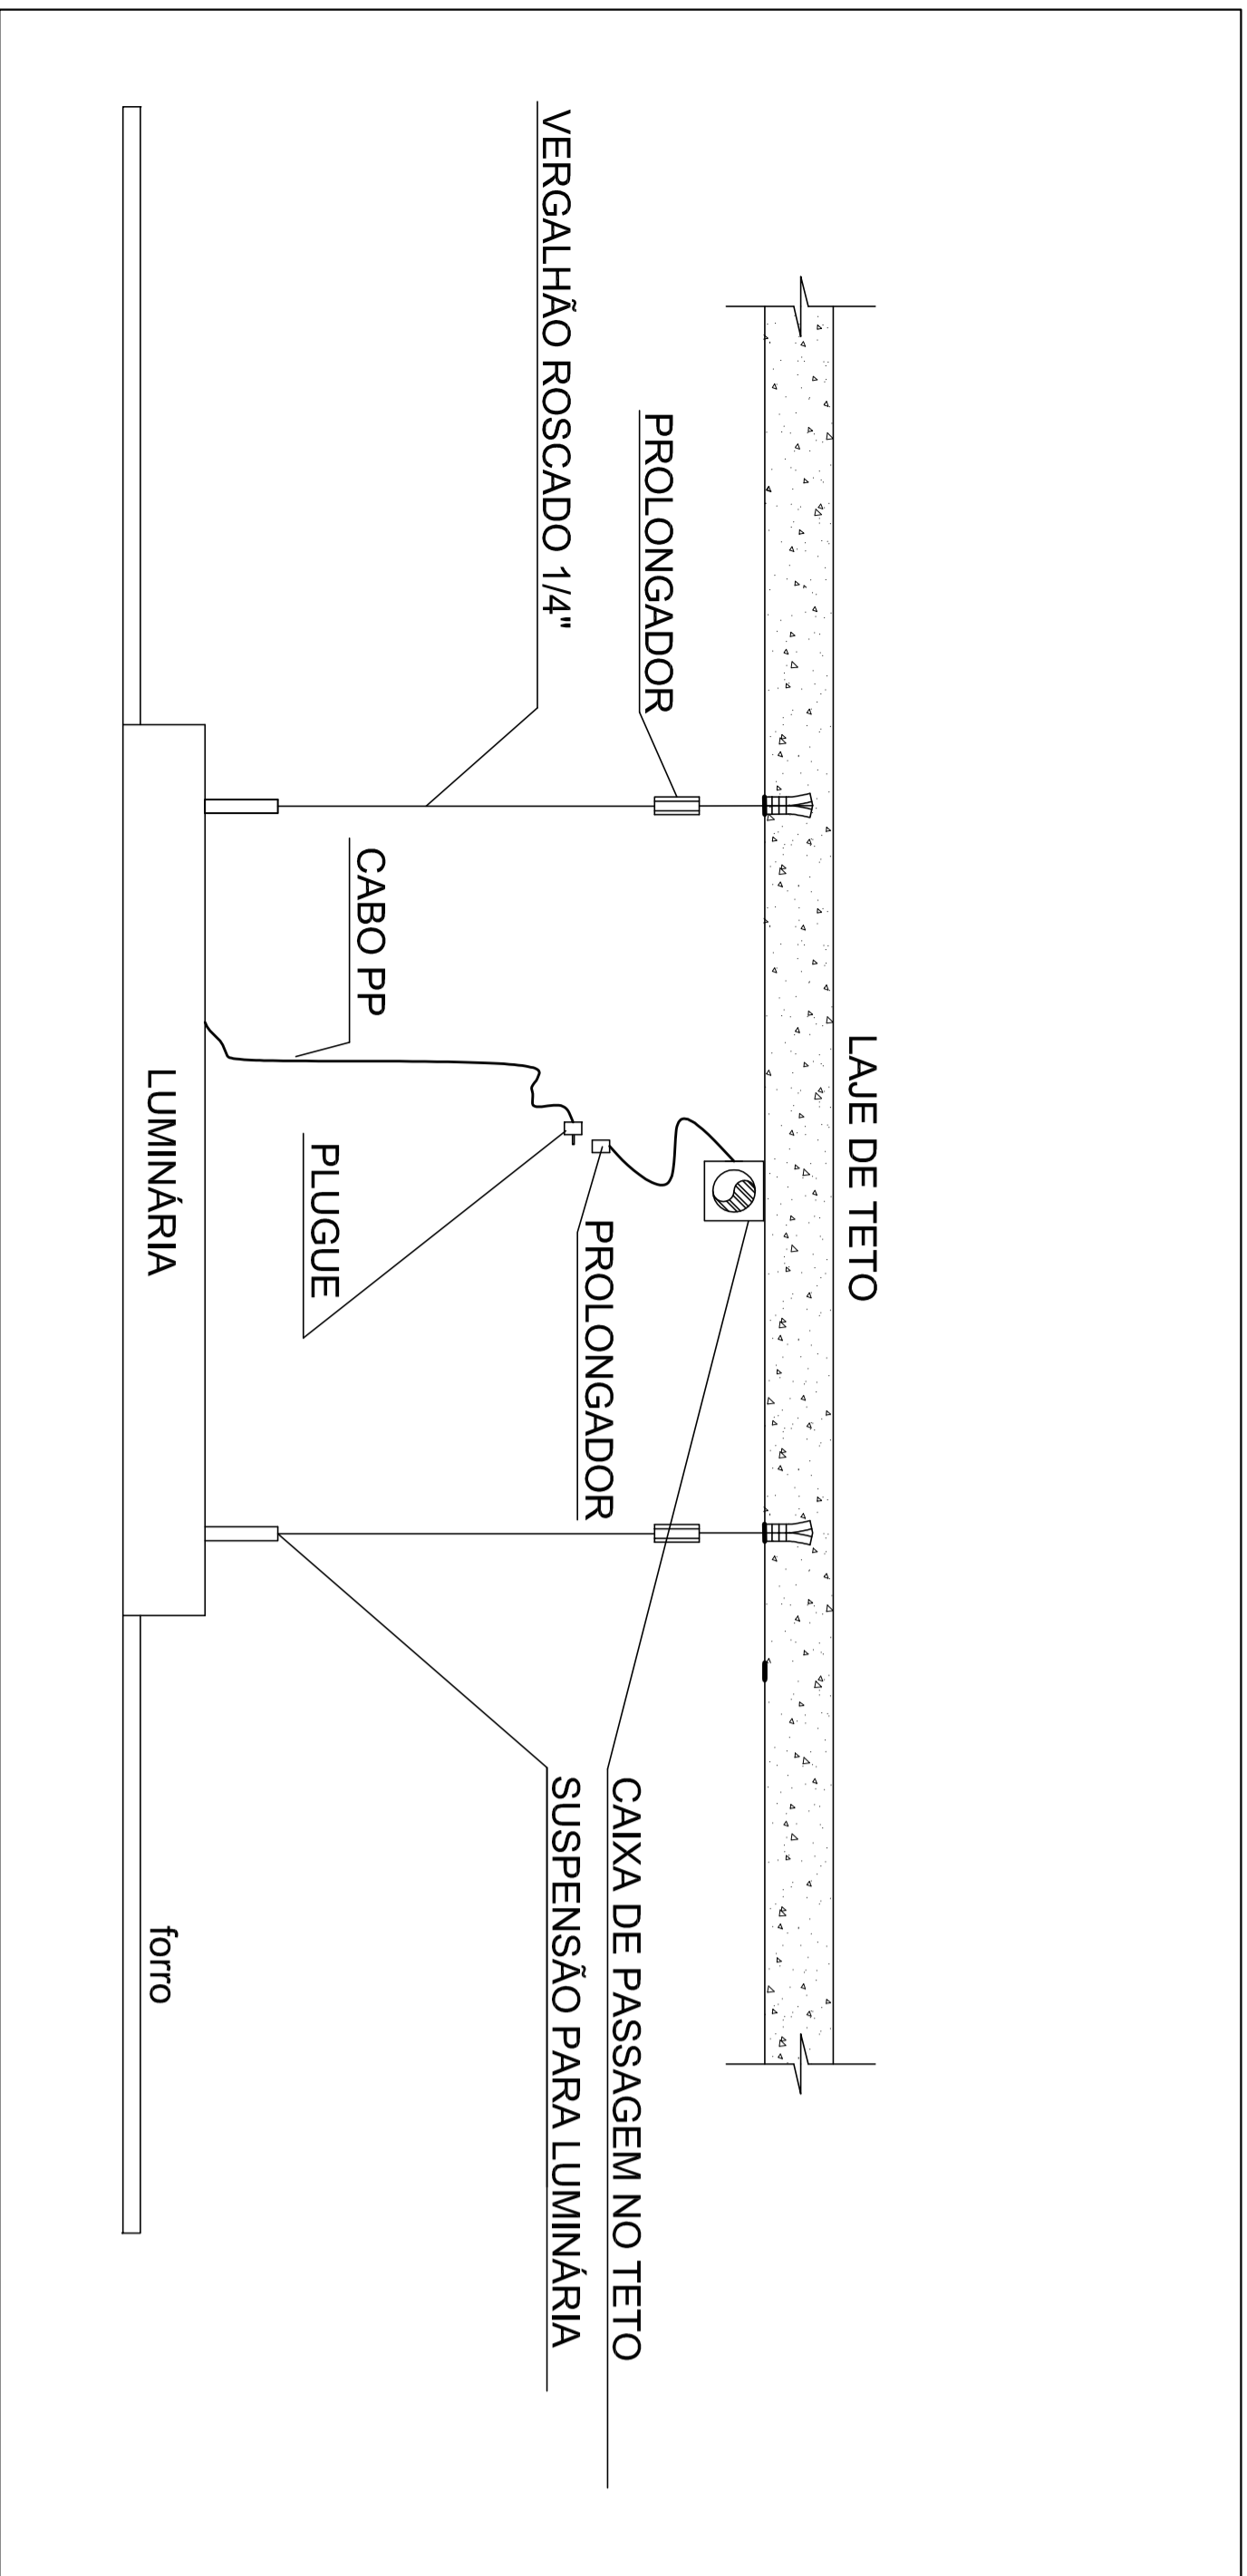 LAJE DE TETO
PROLONGADOR
VERGALHÃO ROSCADO 1/4"
CAIXA DE PASSAGEM NO TETO
PROLONGADOR
SUSPENSÃO PARA LUMINÁRIA
CABO PP
PLUGUE
LUMINÁRIA
forro